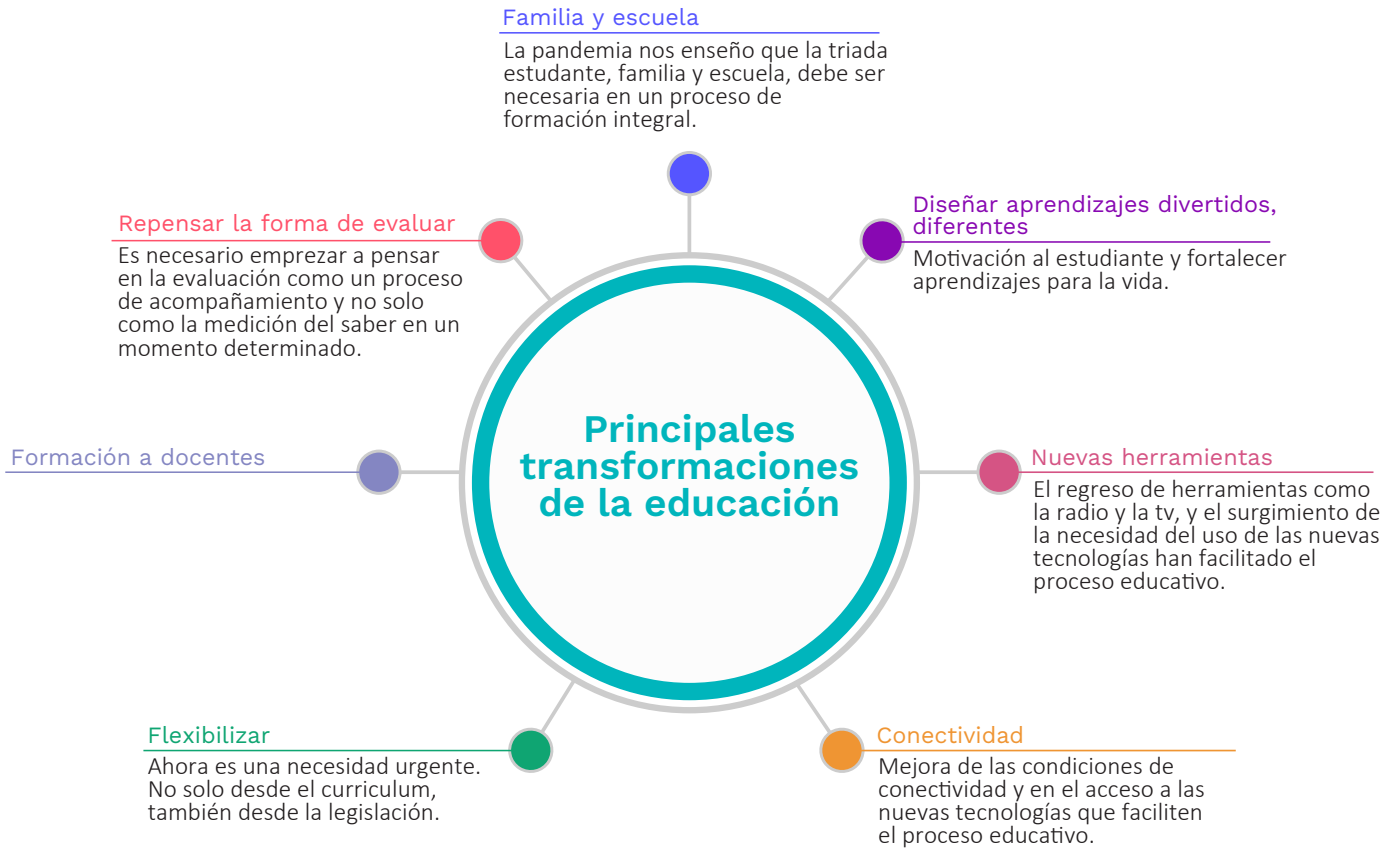 Familia y escuela
La pandemia nos enseño que la triada
estudante, familia y escuela, debe ser
necesaria en un proceso de
formación integral.
Repensar la forma de evaluar
Es necesario emprezar a pensar
en la evaluación como un proceso
de acompañamiento y no solo
como la medición del saber en un
momento determinado.
Diseñar aprendizajes divertidos,
diferentes
Motivación al estudiante y fortalecer
aprendizajes para la vida.
Principales
transformaciones
de la educación
Formación a docentes
Nuevas herramientas
El regreso de herramientas como
la radio y la tv, y el surgimiento de
la necesidad del uso de las nuevas
tecnologías han facilitado el
proceso educativo.
Flexibilizar
Ahora es una necesidad urgente.
No solo desde el curriculum,
también desde la legislación.
Conectividad
Mejora de las condiciones de
conectividad y en el acceso a las
nuevas tecnologías que faciliten
el proceso educativo.